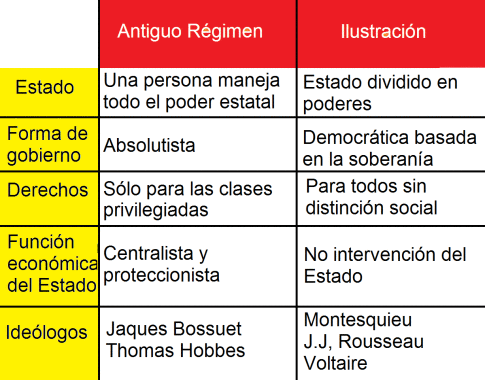 Antiguo Régimen
Ilustración
Estado
Una persona maneja
todo el poder estatal
Estado dividido en
poderes
Forma de
gobierno
Absolutista
Democrática basada
en la soberanía
Derechos
Sólo para las clases
privilegiadas
Para todos sin
distinción social
Función
económica
del Estado
Centralista y
proteccionista
No intervención del
Estado
Ideólogos
Jaques Bossuet
Thomas Hobbes
Montesquieu
J.J, Rousseau
Voltaire